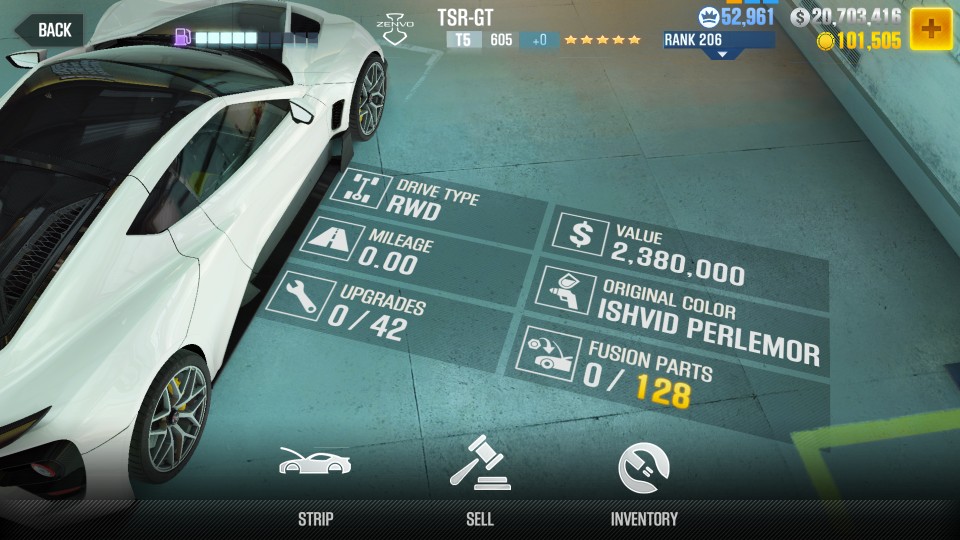 BACK
ZENVO
TSR-GT
T5 605 +0
52,961
$ 20,703,416
RANK 206
101,505
DRIVE TYPE
RWD
MILEAGE
0.00
UPGRADES
0 / 42
$ VALUE
2,380,000
ORIGINAL COLOR
ISHVID PERLEMOR
FUSION PARTS
0 / 128
STRIP
SELL
INVENTORY